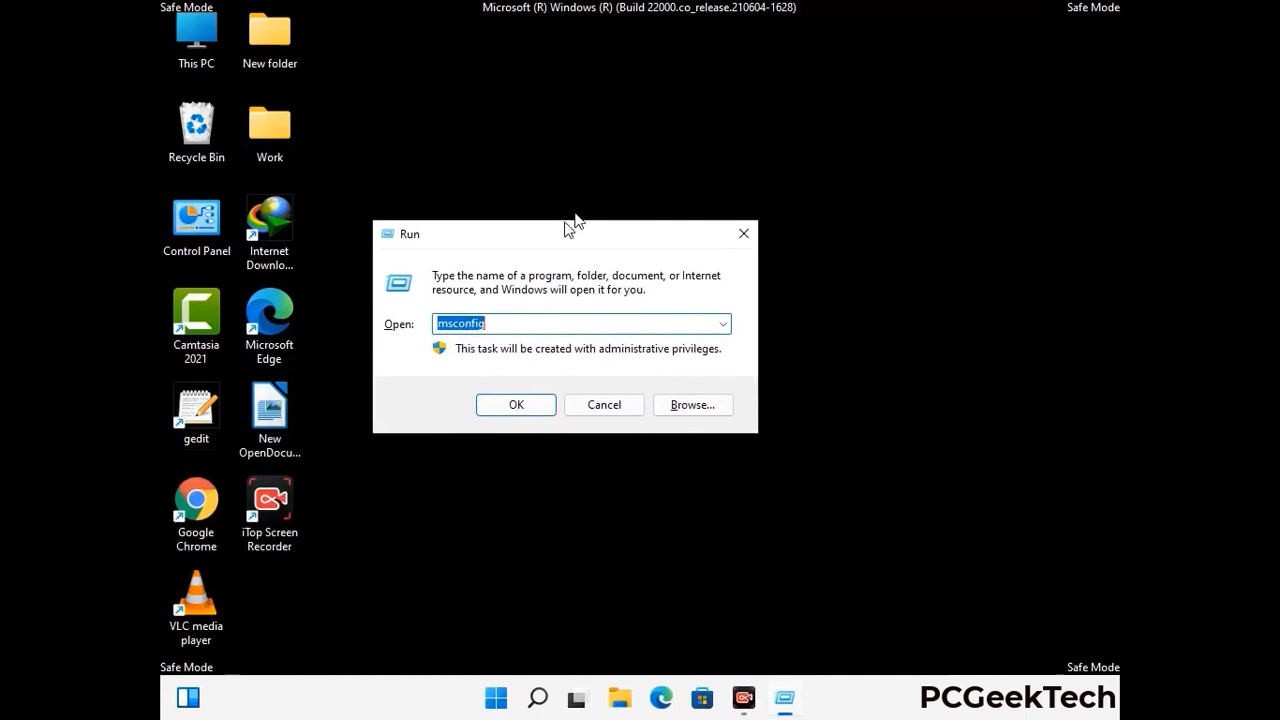 Safe Mode
Microsoft (R) Windows (R) (Build 22000.co_release.210604-1628)
Safe Mode
This PC
New folder
Recycle Bin
Work
Control Panel
Internet
Downlo...
Camtasia
2021
Microsoft
Edge
gedit
New
OpenDocu...
Google
Chrome
iTop Screen
Recorder
VLC media
player
Run
Type the name of a program, folder, document, or Internet
resource, and Windows will open it for you.
Open:
msconfig
This task will be created with administrative privileges.
OK
Cancel
Browse...
Safe Mode
Safe Mode
PCGeekTech